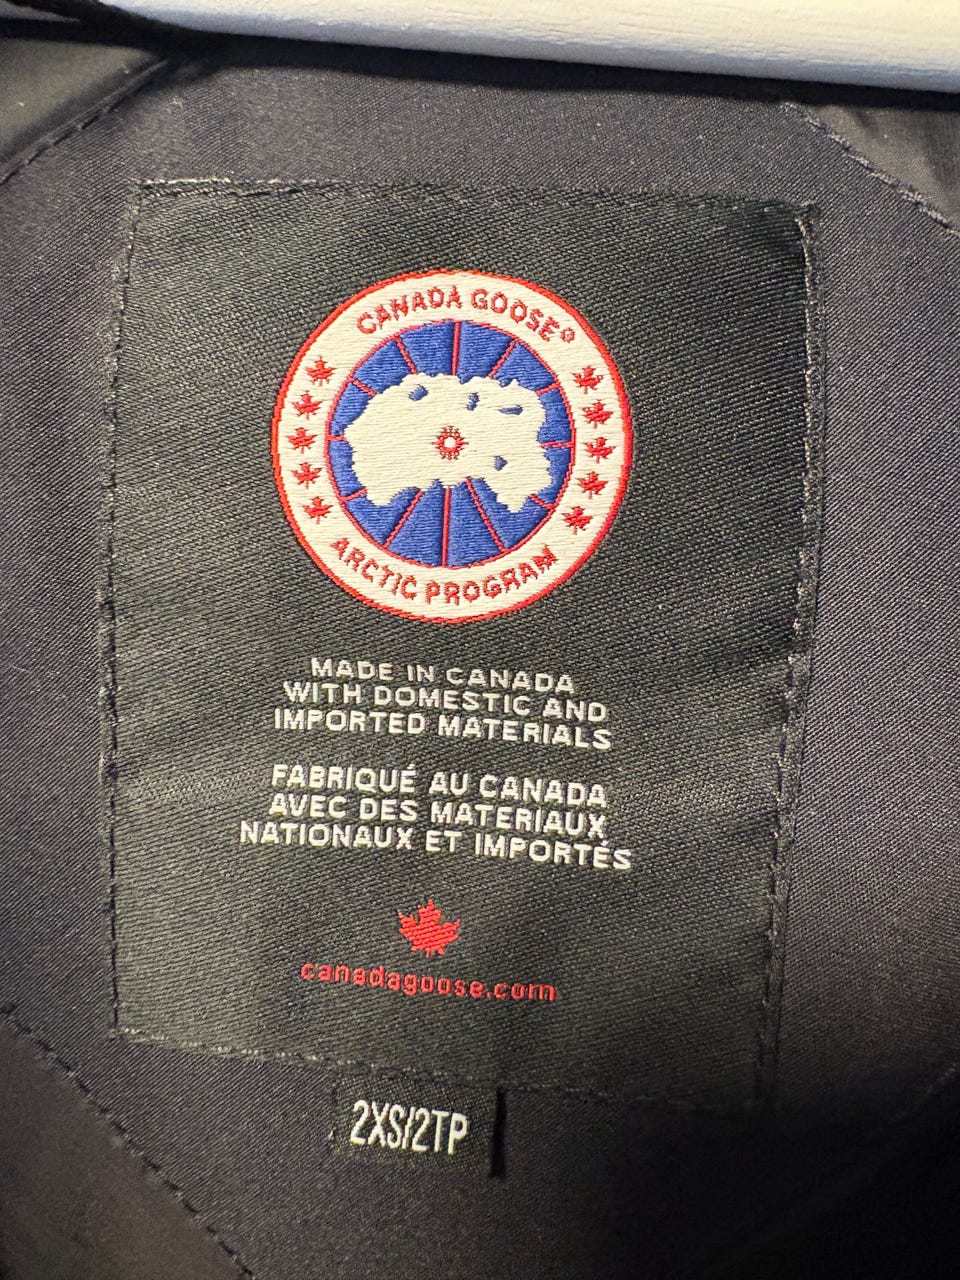 CANADA GOOSE®
ARCTIC PROGRAM
MADE IN CANADA
WITH DOMESTIC AND
IMPORTED MATERIALS
FABRIQUÉ AU CANADA
AVEC DES MATERIAUX
NATIONAUX ET IMPORTÉS
canadagoose.com
2XS/2TP